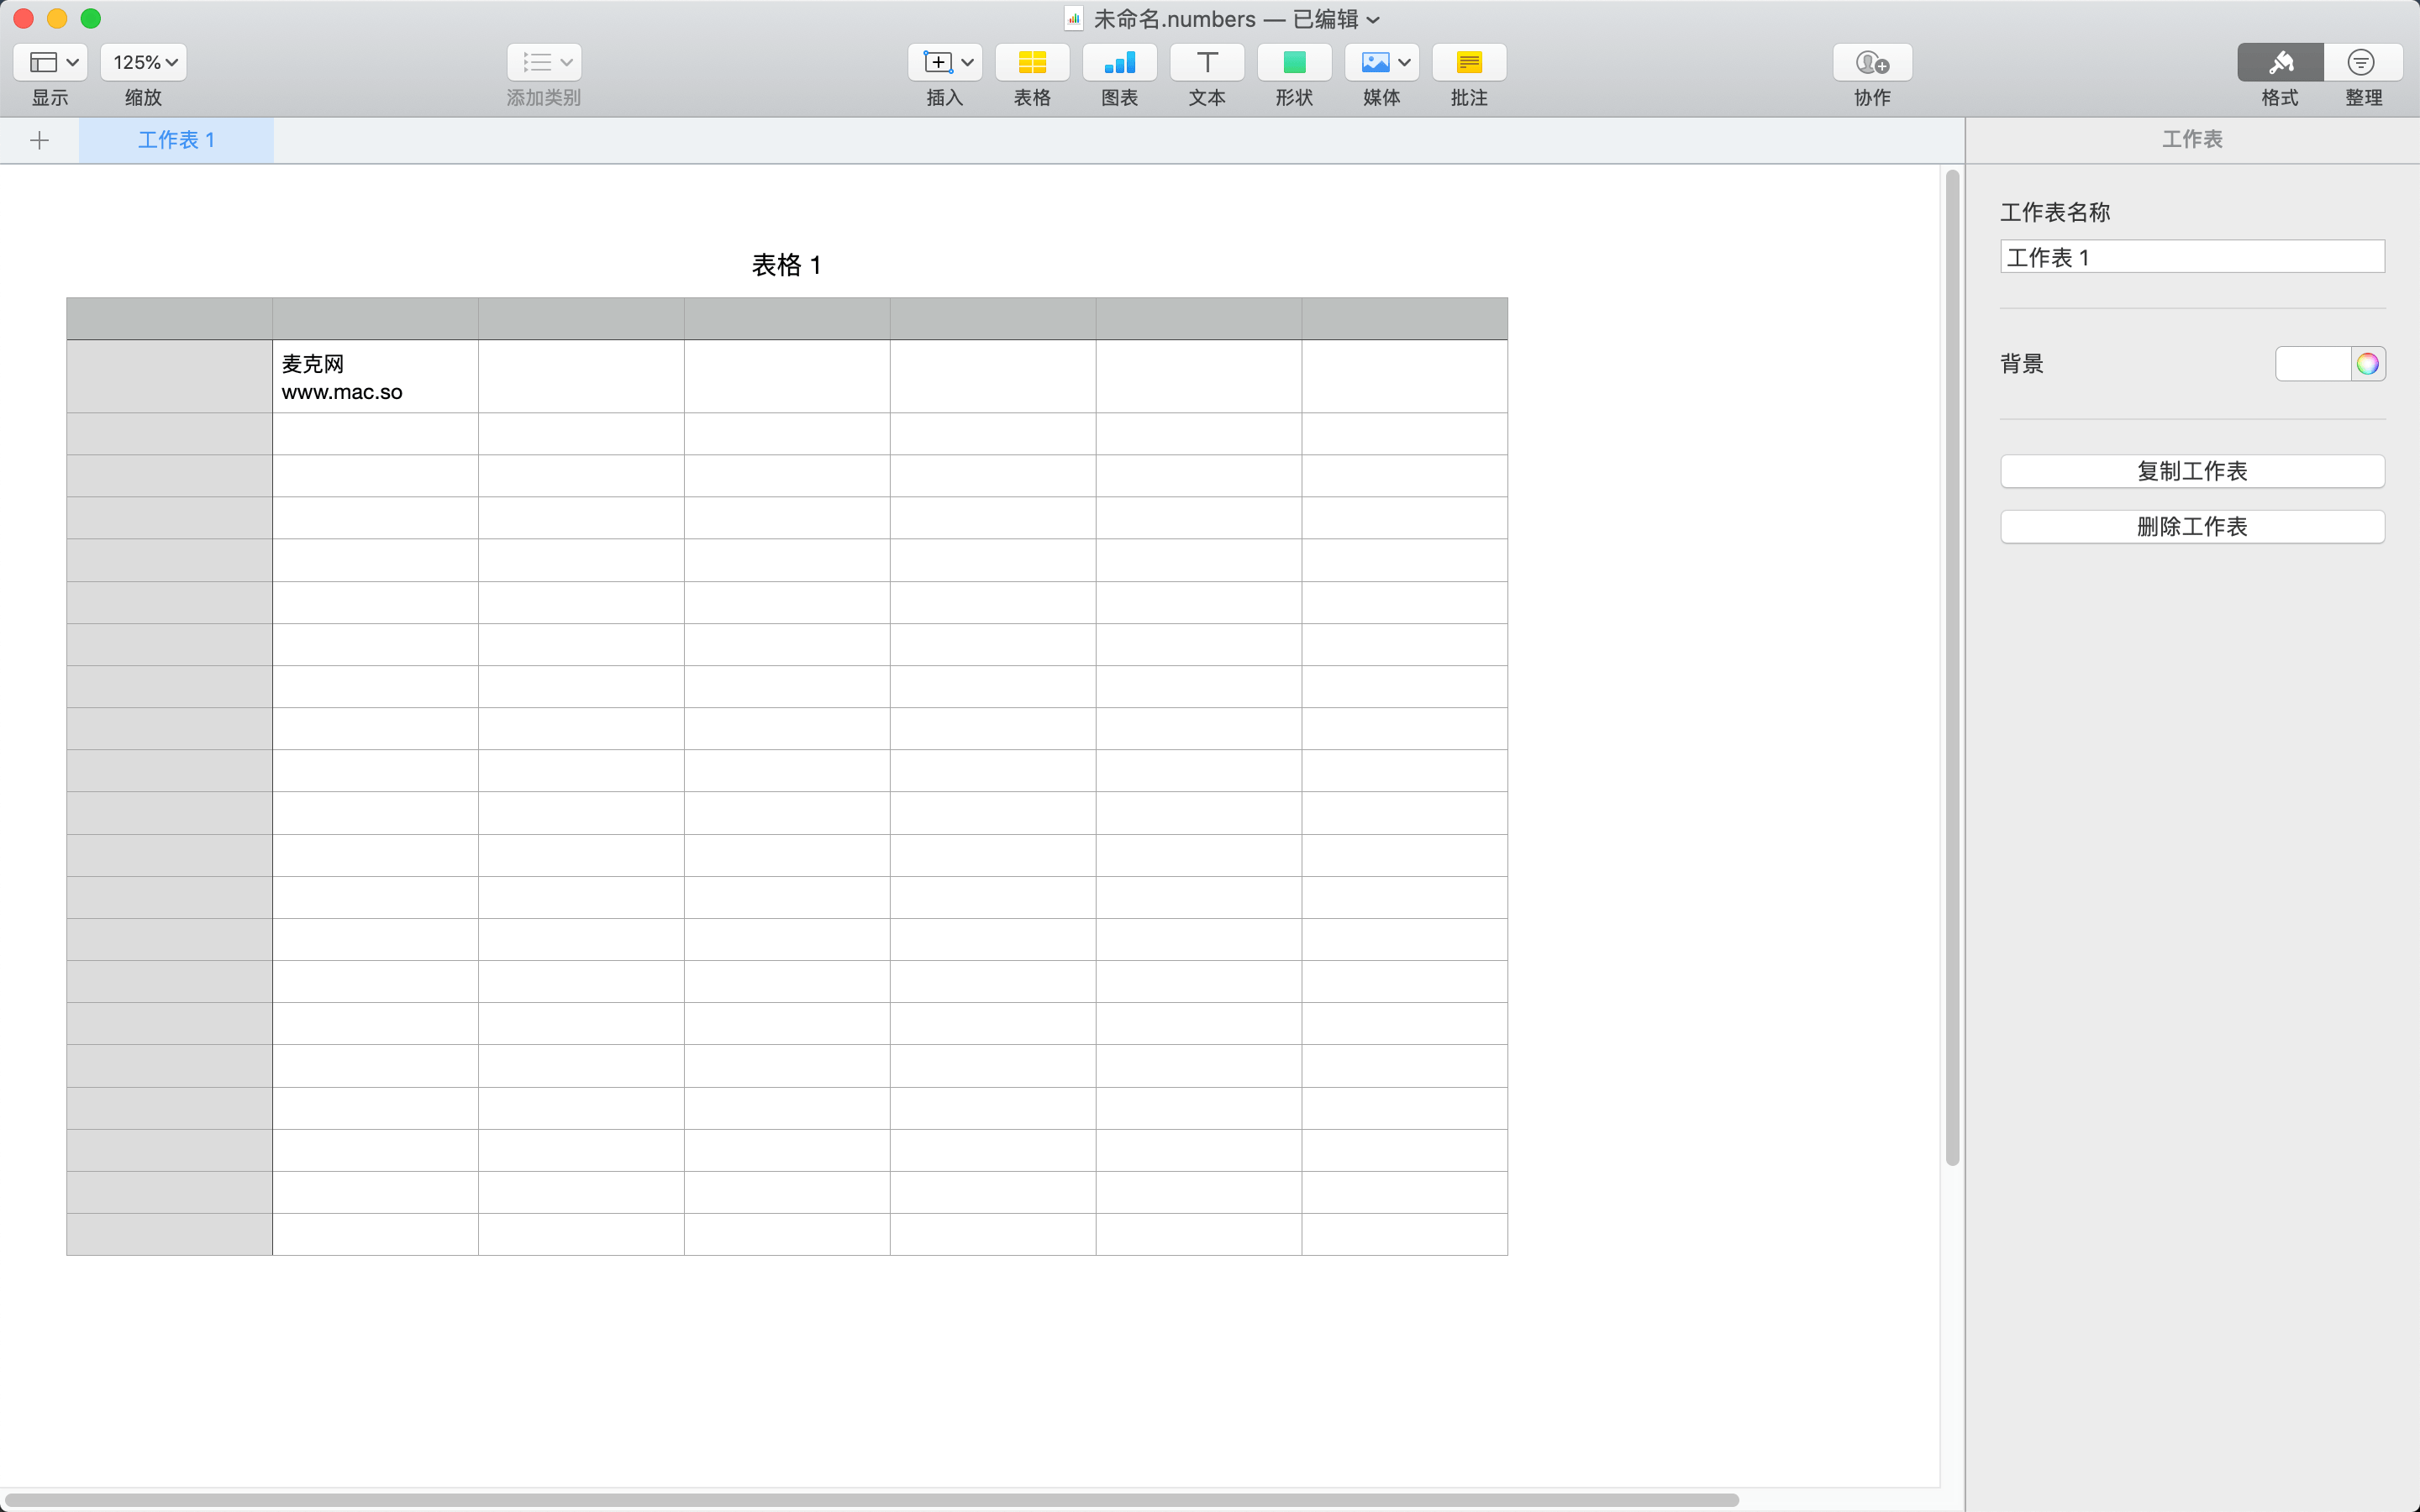 未命名.numbers — 已编辑
125%
显示
缩放
添加类别
插入
表格
图表
文本
形状
媒体
批注
协作
格式
整理
工作表 1
工作表
工作表名称
工作表 1
背景
复制工作表
删除工作表
表格 1
麦克网
www.mac.so